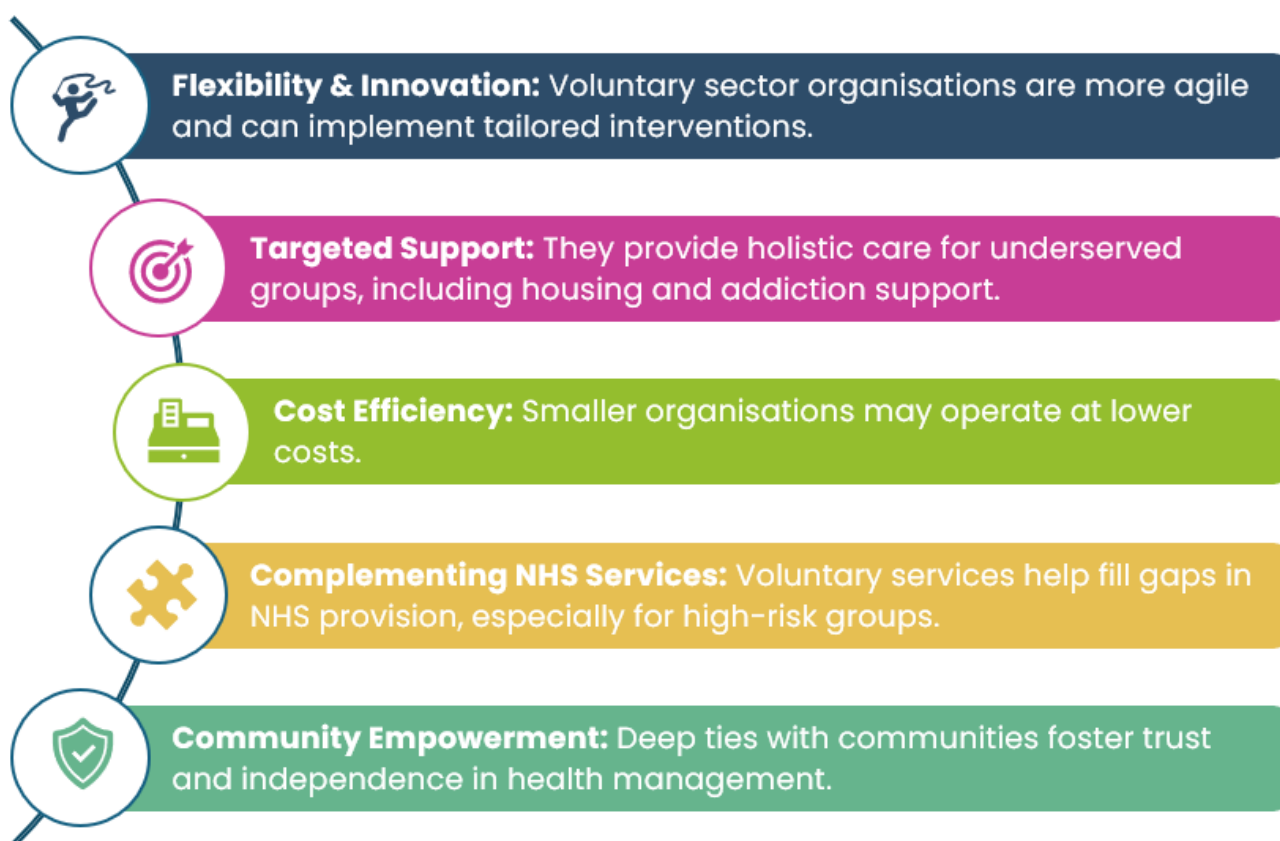 Flexibility & Innovation: Voluntary sector organisations are more agile
and can implement tailored interventions.
Targeted Support: They provide holistic care for underserved
groups, including housing and addiction support.
Cost Efficiency: Smaller organisations may operate at lower
costs.
Complementing NHS Services: Voluntary services help fill gaps in
NHS provision, especially for high-risk groups.
Community Empowerment: Deep ties with communities foster trust
and independence in health management.